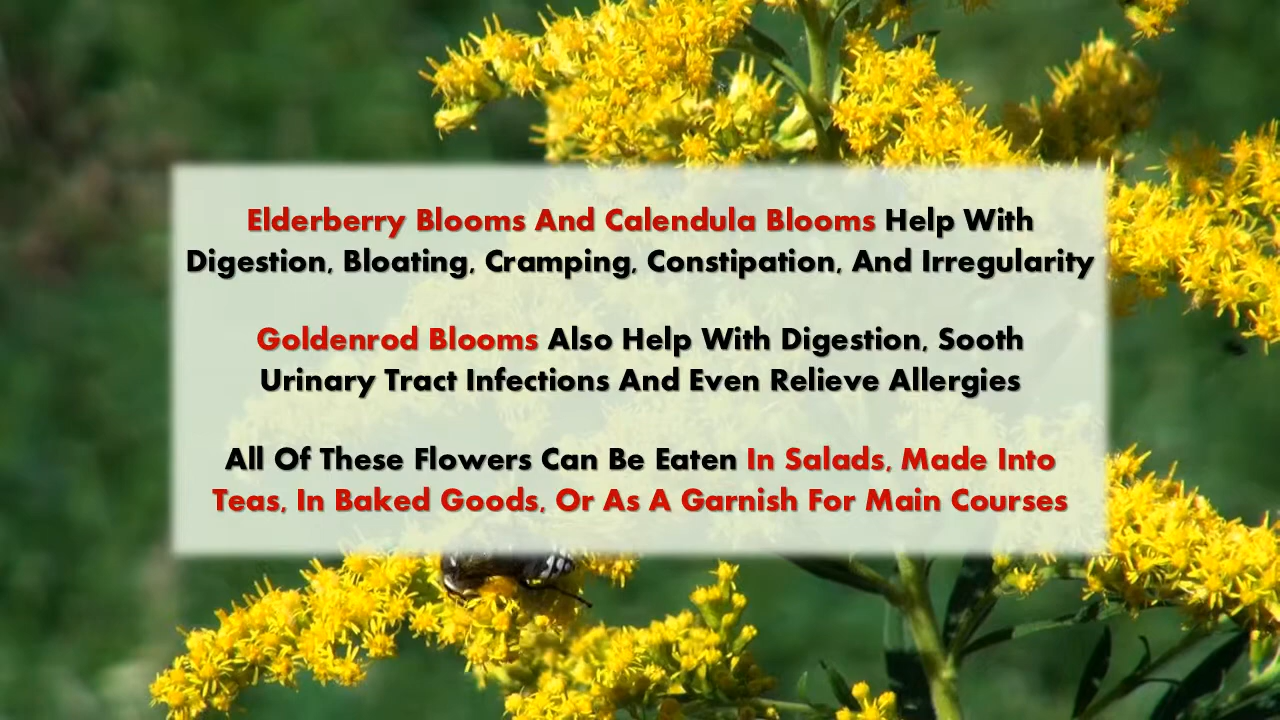 Elderberry Blooms And Calendula Blooms Help With
Digestion, Bloating, Cramping, Constipation, And Irregularity
Goldenrod Blooms Also Help With Digestion, Sooth
Urinary Tract Infections And Even Relieve Allergies
All Of These Flowers Can Be Eaten In Salads, Made Into
Teas, In Baked Goods, Or As A Garnish For Main Courses